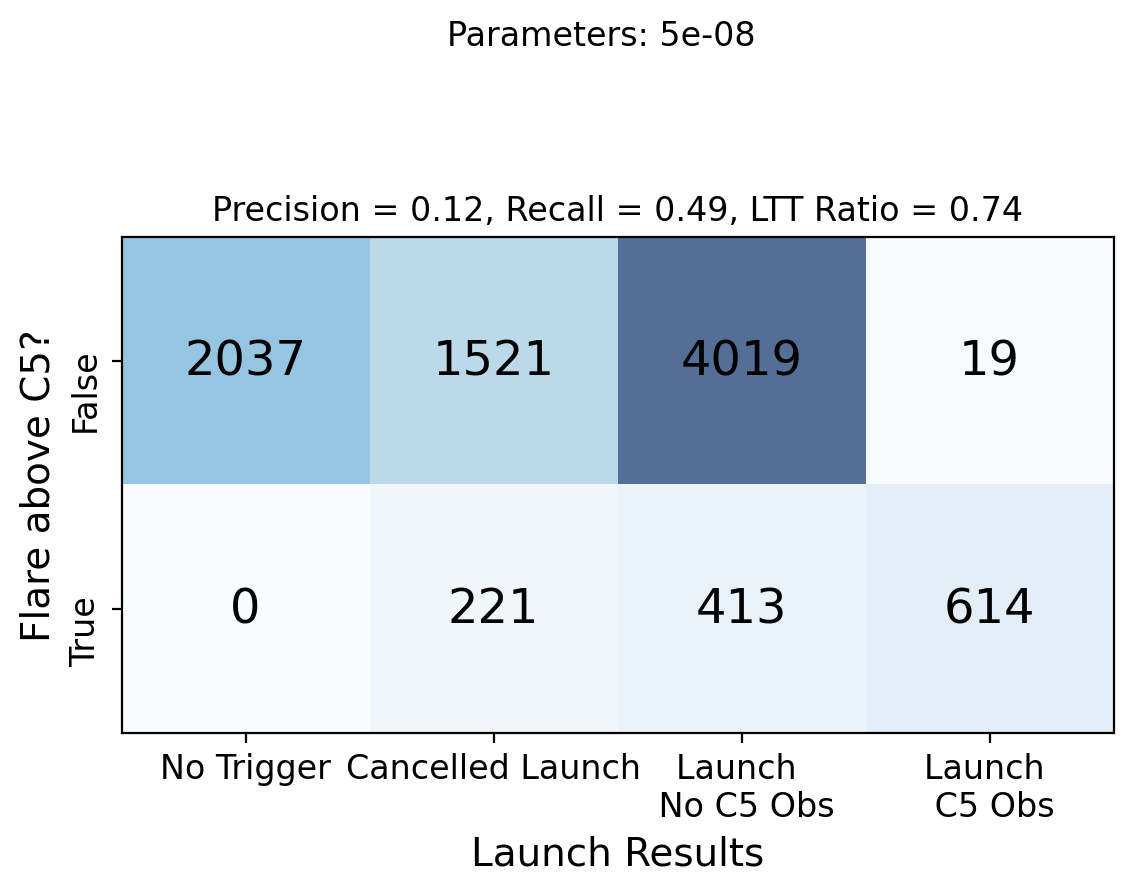 Parameters: 5e-08
Precision = 0.12, Recall = 0.49, LTT Ratio = 0.74
Flare above C5?
False
2037 1521 4019 19
True
0 221 413 614
No Trigger Cancelled Launch Launch Launch
No C5 Obs C5 Obs
Launch Results